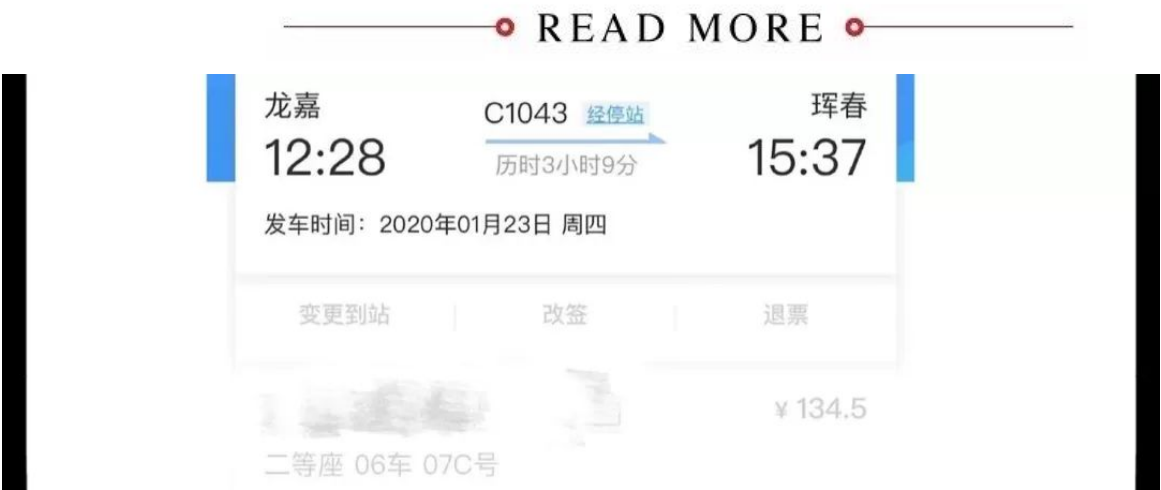 READ MORE
龙嘉 C1043 经停站 珲春
12:28 历时3小时9分 15:37
发车时间：2020年01月23日 周四
变更到站 改签 退票
¥ 134.5
二等座 06车 07C号